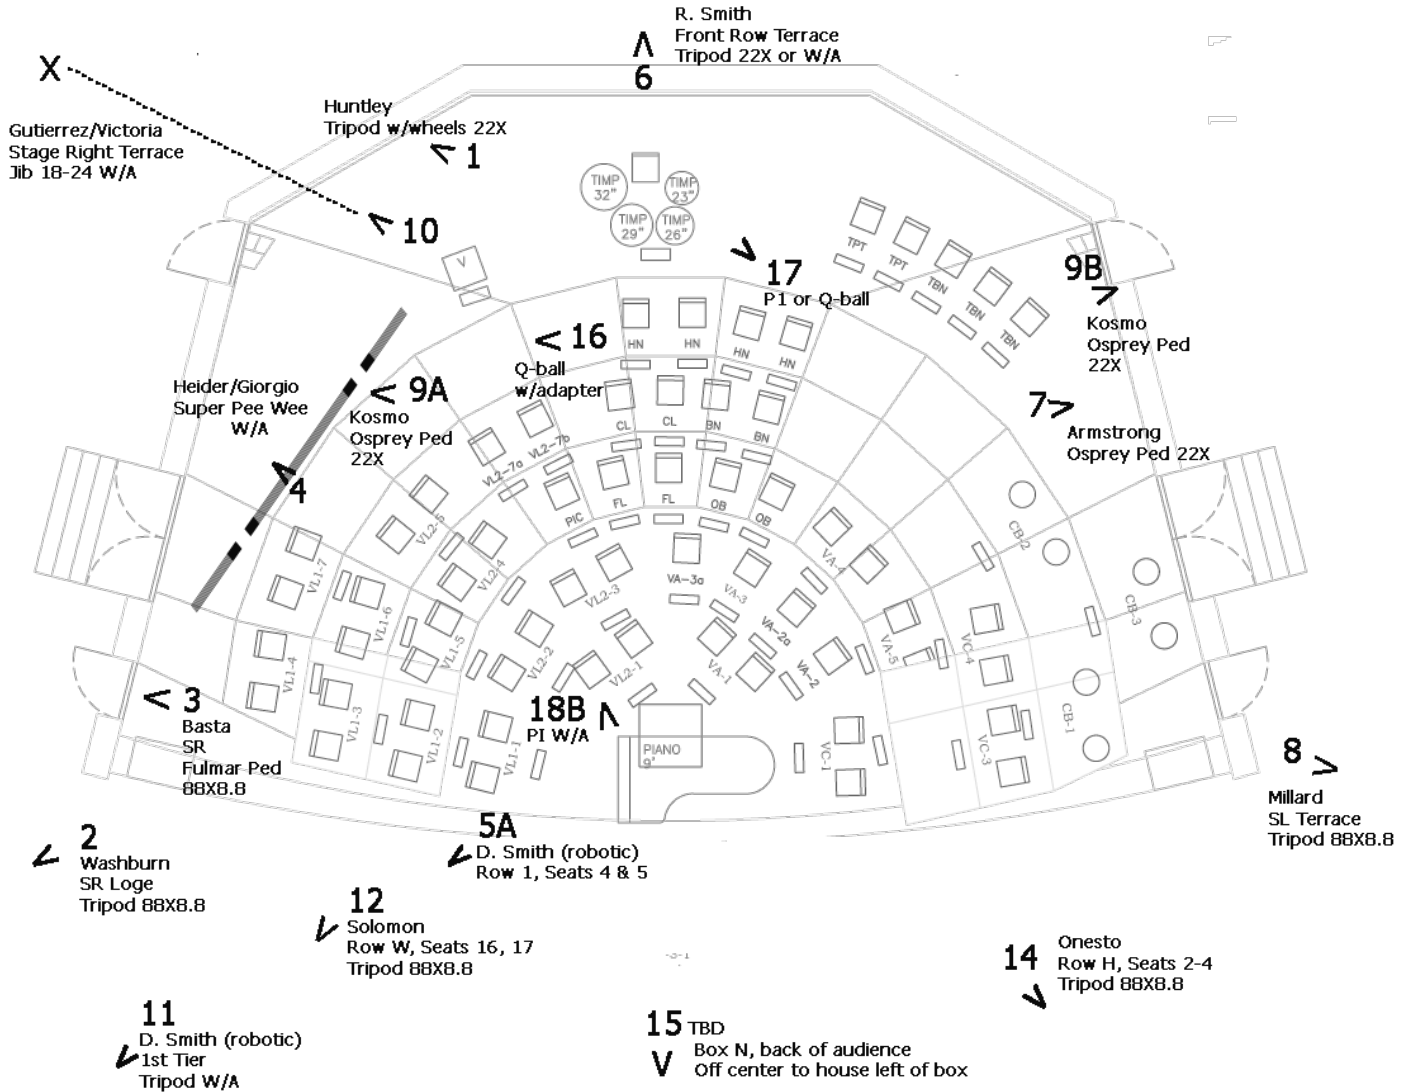 R. Smith
Front Row Terrace
Tripod 22X or W/A
6
X
Gutierrez/Victoria
Stage Right Terrace
Jib 18-24 W/A
Huntley
Tripod w/wheels 22X
1
10
TIMP
32"
TIMP
23"
TIMP
29"
TIMP
26"
V
17
P1 or Q-ball
TPT
TPT
TBN
TBN
TBN
9B
Kosmo
Osprey Ped
22X
16
Q-ball
w/adapter
HN
HN
HN
HN
Heider/Giorgio
Super Pee Wee
W/A
9A
Kosmo
Osprey Ped
22X
7
Armstrong
Osprey Ped 22X
4
CL
CL
BN
BN
VL2-7a
VL2-7b
PIC
FL
FL
OB
OB
VL2-5
VL2-4
VL2-3
VA-3a
VA-3
VA-4
CB-2
VL1-7
VL1-6
VL1-5
VL2-2
VL2-1
VA-1
VA-2a
VA-2
VA-5
VC-4
CB-3
VL1-4
VL1-3
VL1-2
VL1-1
18B
PI W/A
PIANO
9'
VC-1
VC-3
CB-1
3
Basta
SR
Fulmar Ped
88X8.8
8
Millard
SL Terrace
Tripod 88X8.8
2
Washburn
SR Loge
Tripod 88X8.8
5A
D. Smith (robotic)
Row 1, Seats 4 & 5
12
Solomon
Row W, Seats 16, 17
Tripod 88X8.8
14
Onesto
Row H, Seats 2-4
Tripod 88X8.8
11
D. Smith (robotic)
1st Tier
Tripod W/A
15 TBD
Box N, back of audience
Off center to house left of box